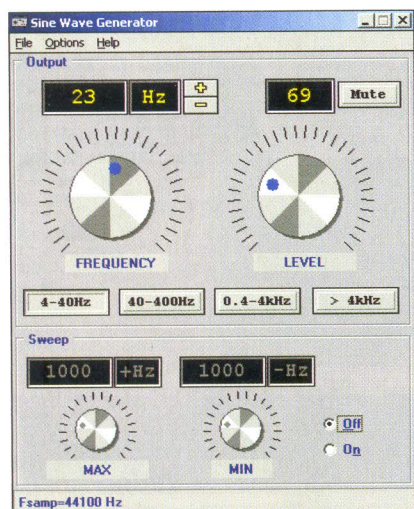 Sine Wave Generator
File Options Help
Output
23 Hz + − 69 Mute
FREQUENCY LEVEL
4-40Hz 40-400Hz 0.4-4kHz > 4kHz
Sweep
1000 +Hz 1000 -Hz
MAX MIN
Off
On
Fsamp=44100 Hz